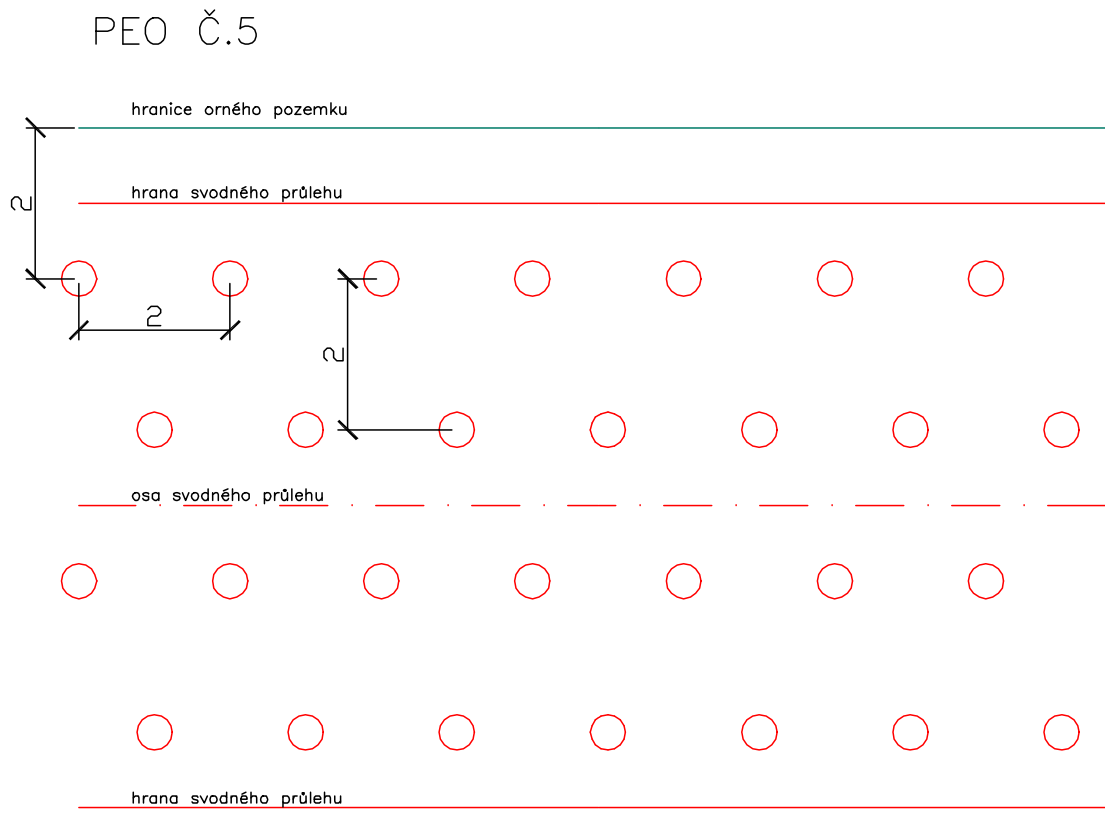 PEO Č.5
hranice orného pozemku
hrana svodného průlehu
2
2
2
osa svodného průlehu
hrana svodného průlehu